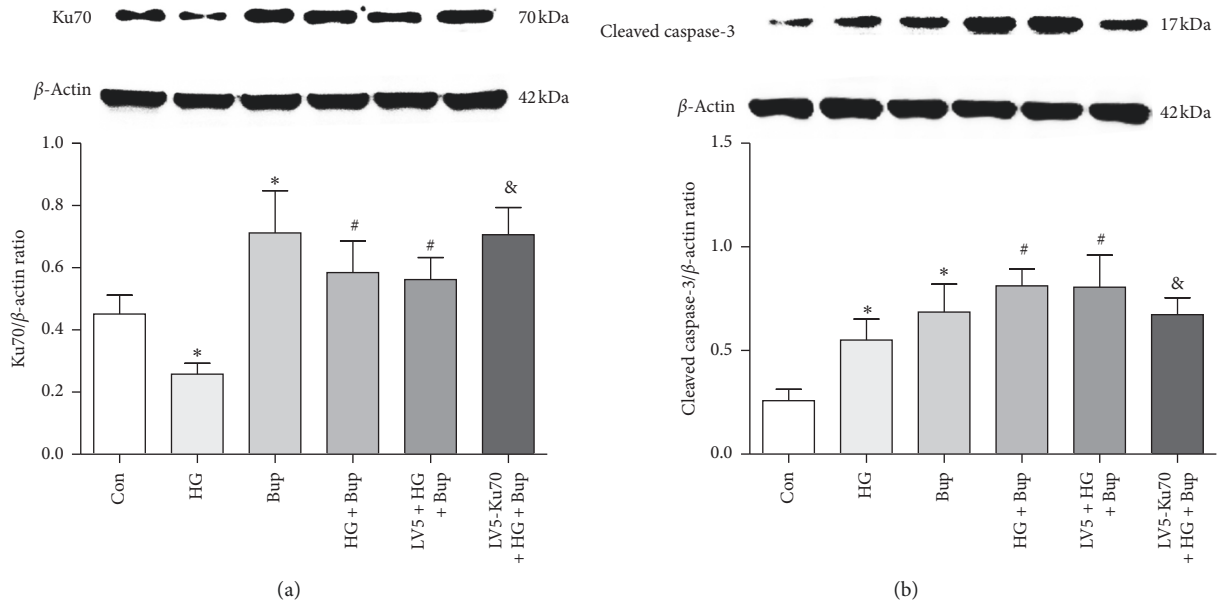 Ku70
70 kDa
β-Actin
42 kDa
Ku70/β-actin ratio
1.0
0.8
0.6
0.4
0.2
0.0
*
*
#
#
&
Con
HG
Bup
HG + Bup
LV5 + HG
+ Bup
LV5-Ku70
+ HG + Bup
(a)
Cleaved caspase-3
17 kDa
β-Actin
42 kDa
Cleaved caspase-3/β-actin ratio
1.5
1.0
0.5
0.0
*
*
#
#
&
Con
HG
Bup
HG + Bup
LV5 + HG
+ Bup
LV5-Ku70
+ HG + Bup
(b)